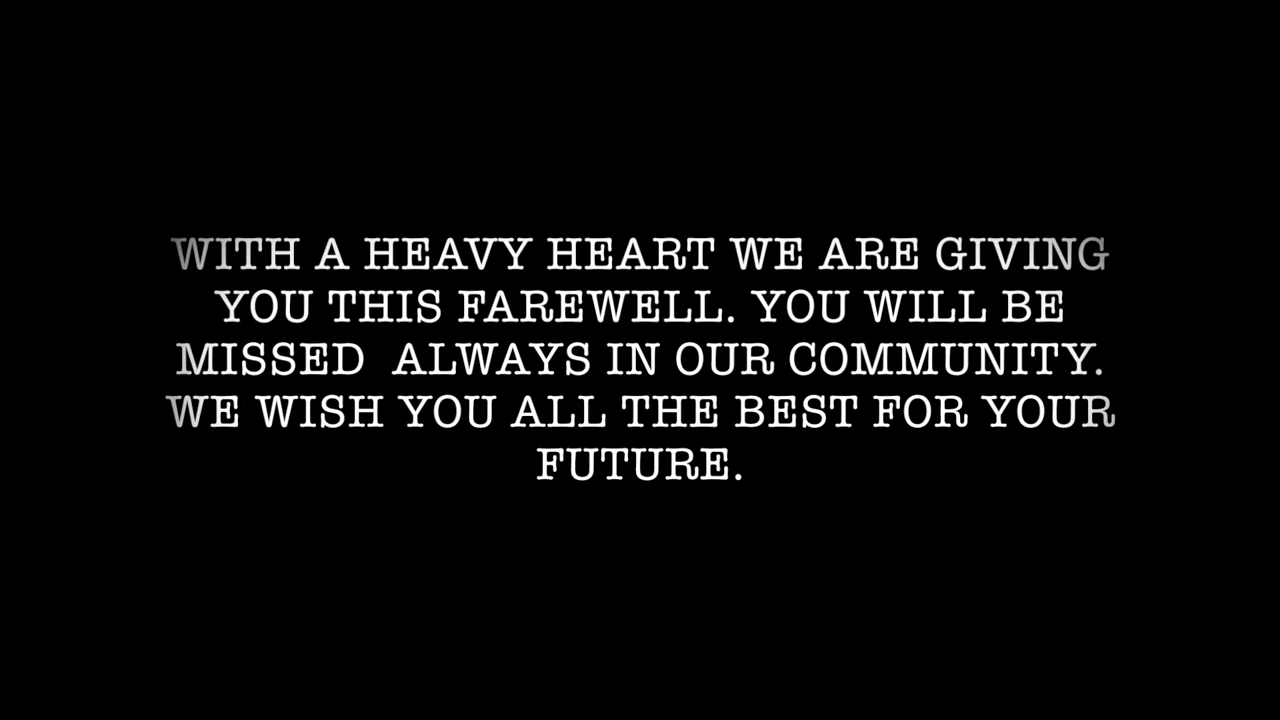 WITH A HEAVY HEART WE ARE GIVING
YOU THIS FAREWELL. YOU WILL BE
MISSED  ALWAYS IN OUR COMMUNITY.
WE WISH YOU ALL THE BEST FOR YOUR
FUTURE.